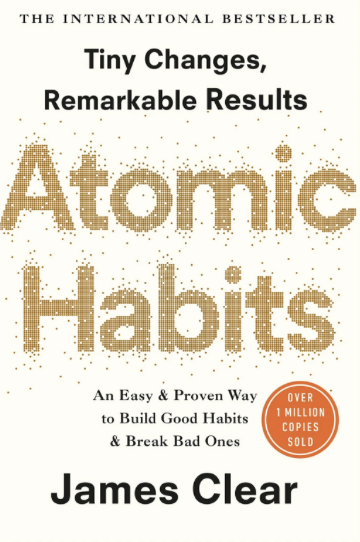 THE INTERNATIONAL BESTSELLER
Tiny Changes,
Remarkable Results
Atomic
Habits
An Easy & Proven Way
to Build Good Habits
& Break Bad Ones
OVER
1 MILLION
COPIES
SOLD
James Clear